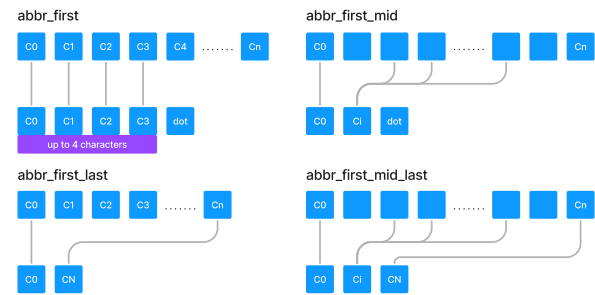 abbr_first
C0 C1 C2 C3 C4 ....... Cn
C0 C1 C2 C3 dot
up to 4 characters
abbr_first_mid
C0 ....... Cn
C0 Ci dot
abbr_first_last
C0 C1 C2 C3 ....... Cn
C0 CN
abbr_first_mid_last
C0 ....... Cn
C0 Ci CN